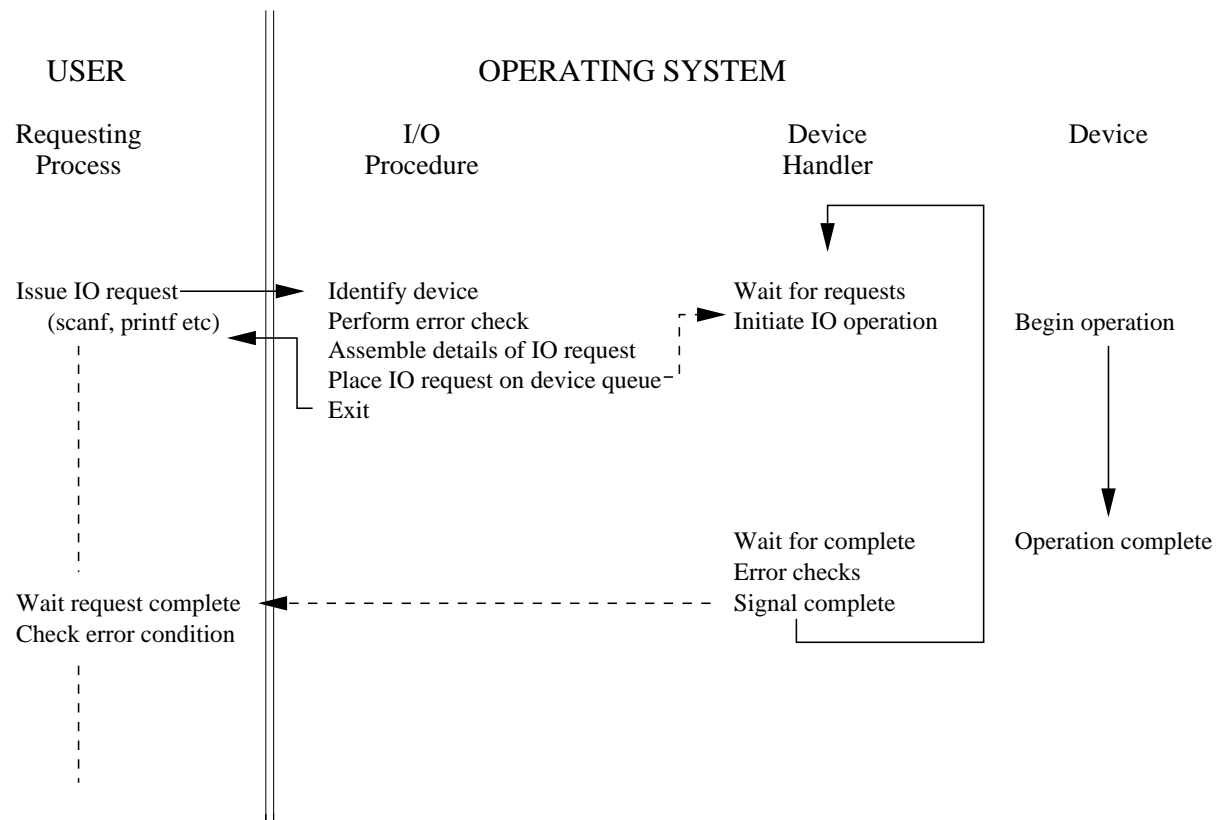 USER
OPERATING SYSTEM
Requesting
Process
I/O
Procedure
Device
Handler
Device
Issue IO request
(scanf, printf etc)
Identify device
Perform error check
Assemble details of IO request
Place IO request on device queue
Exit
Wait for requests
Initiate IO operation
Begin operation
Wait for complete
Error checks
Signal complete
Operation complete
Wait request complete
Check error condition